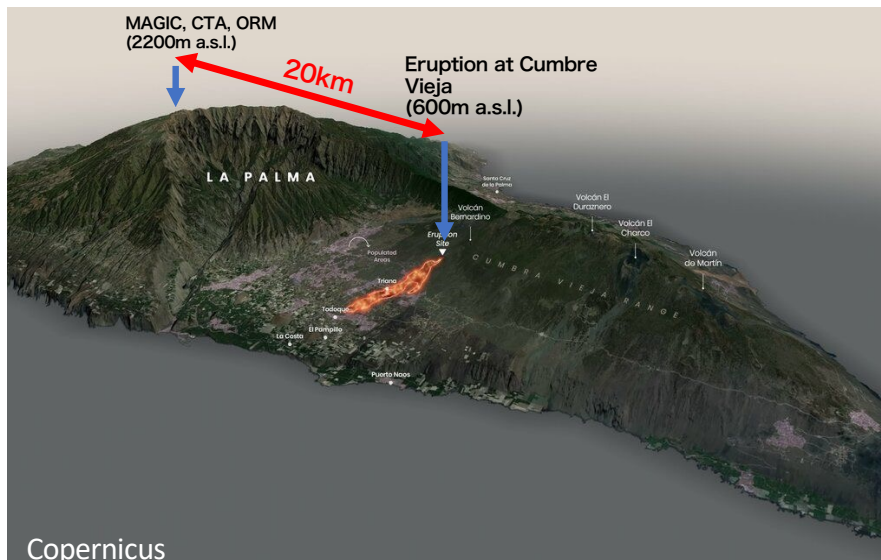 MAGIC, CTA, ORM
(2200m a.s.l.)
20km
Eruption at Cumbre
Vieja
(600m a.s.l.)
LA PALMA
Santa Cruz
de la Palma
Volcán El
Duraznero
Volcán
Bernardino
Volcán El
Charco
Eruption
Site
Volcán
de Martín
Populated
Areas
CUMBRA VIEJA RANGE
Triana
Todoque
El Pampillo
La Costa
Puerto Naos
Copernicus